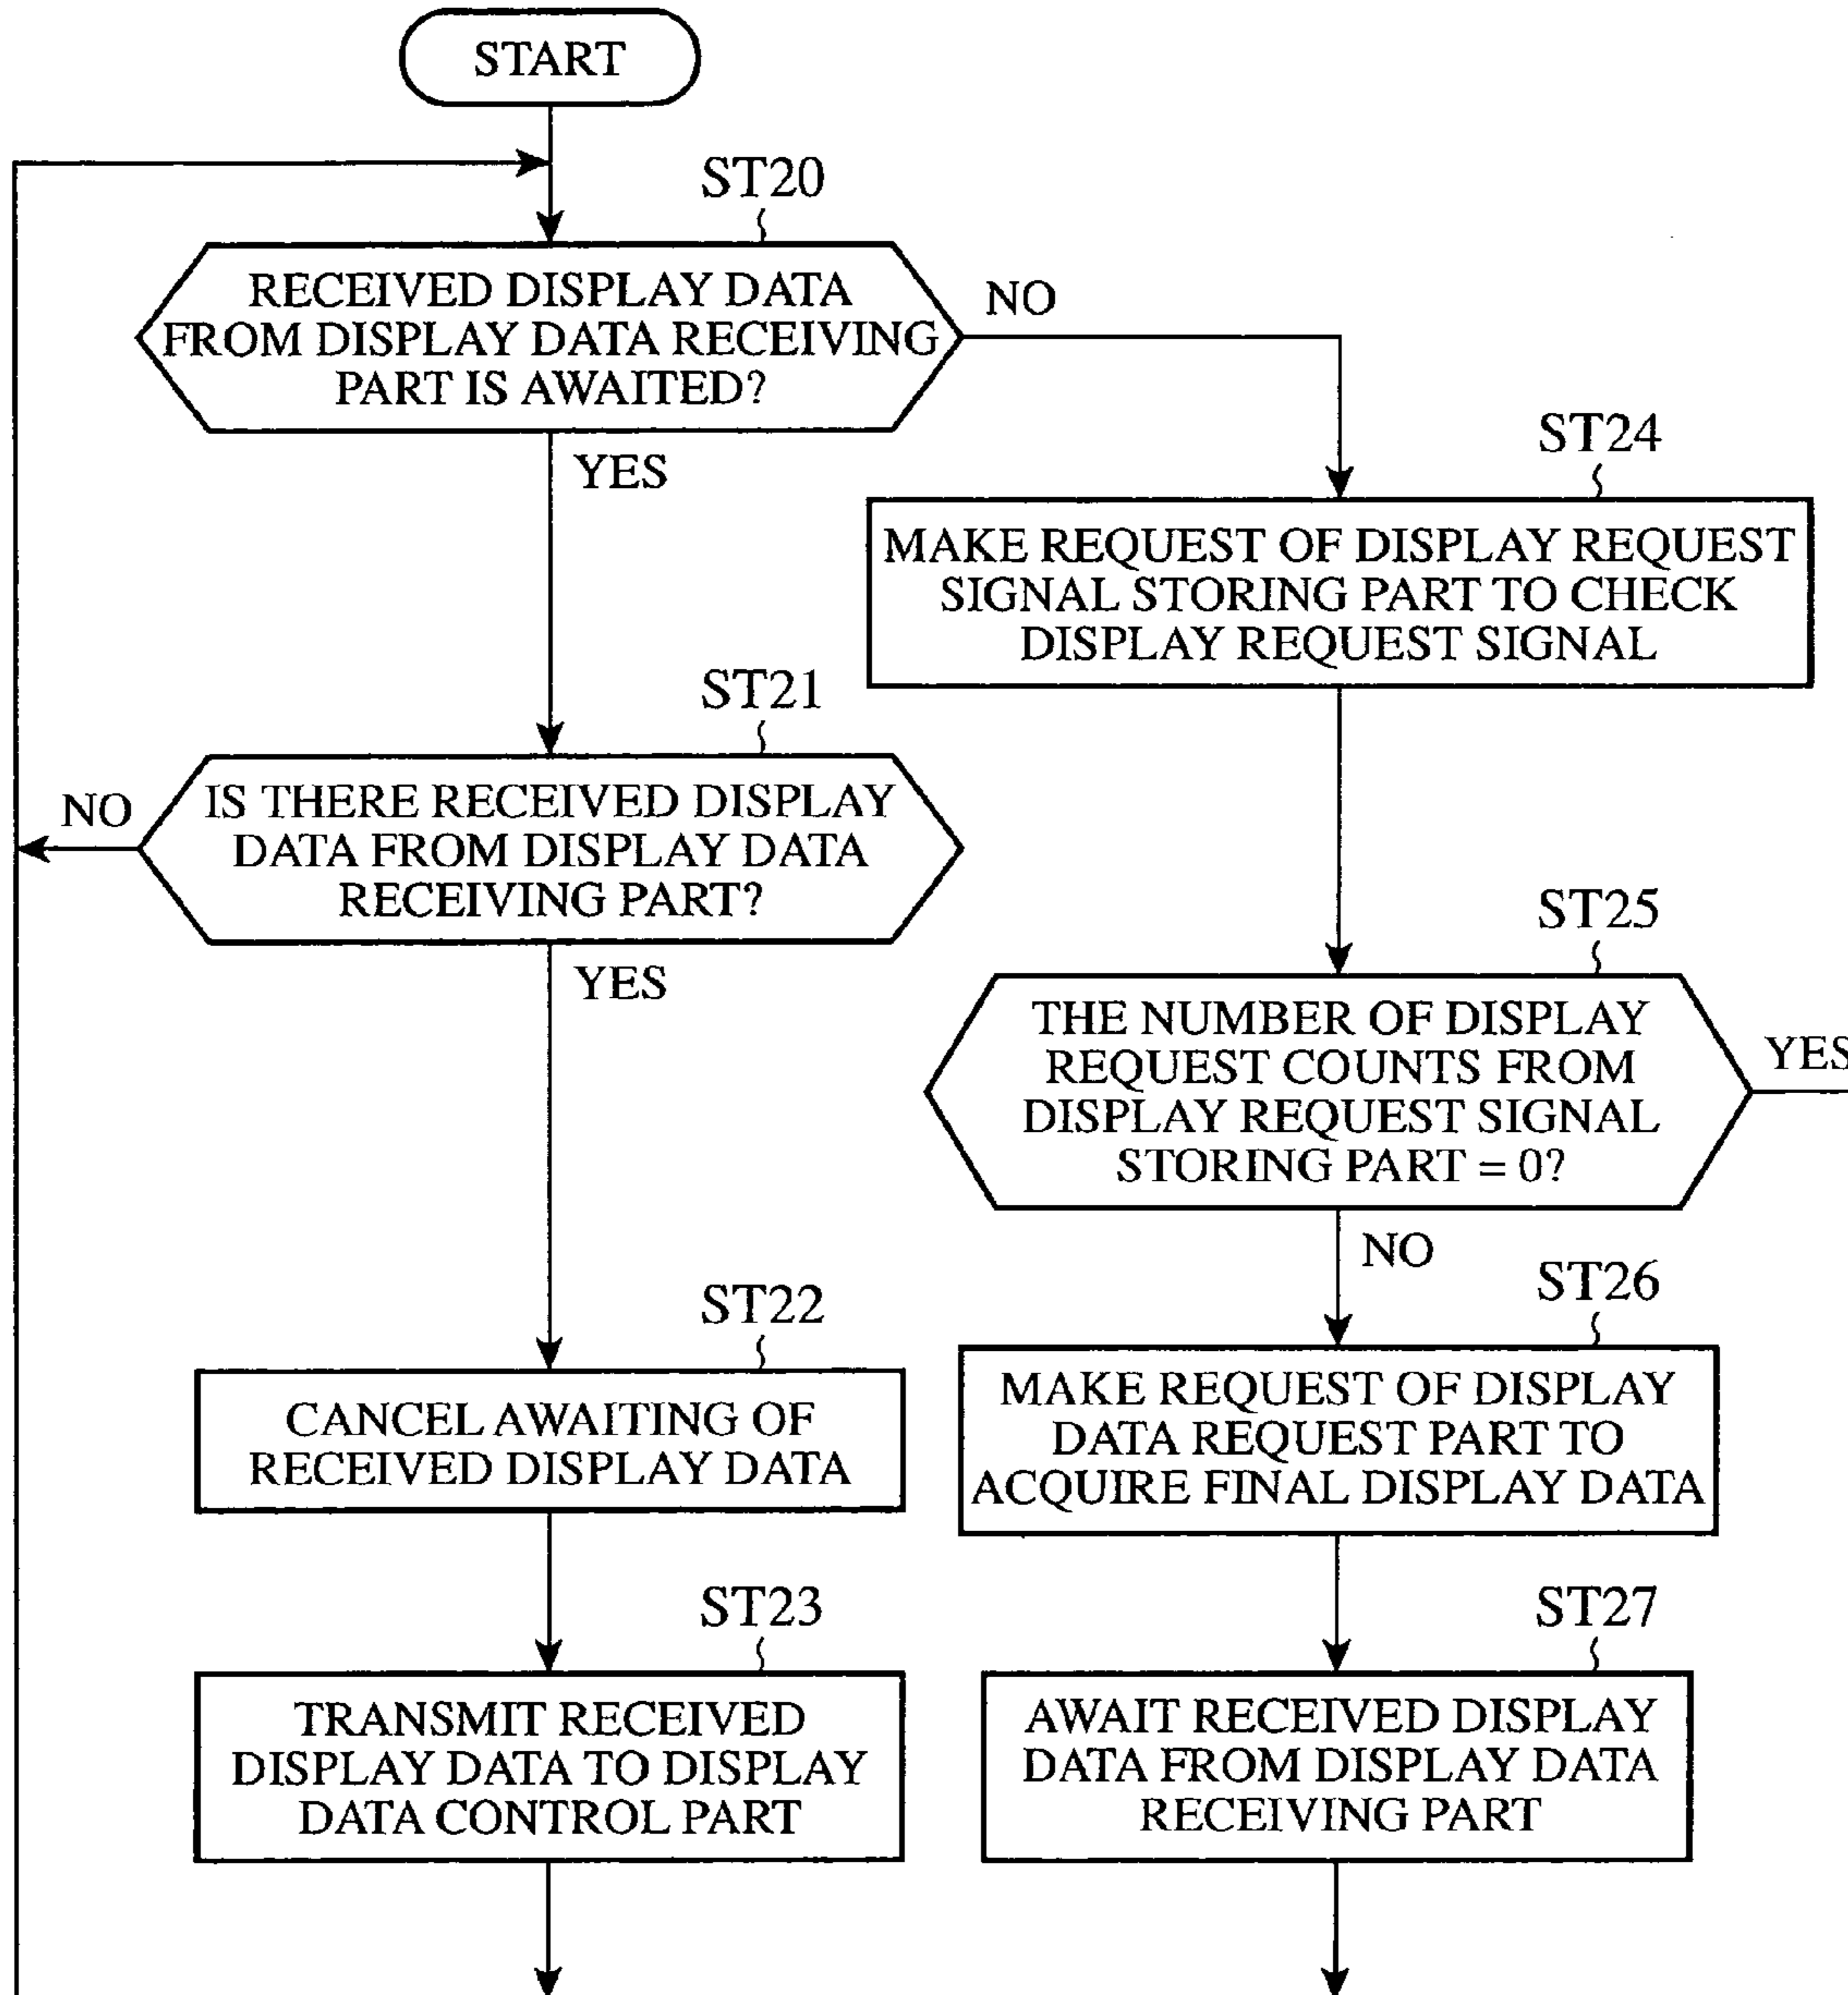 START
ST20
RECEIVED DISPLAY DATA
FROM DISPLAY DATA RECEIVING
PART IS AWAITED?
NO
YES
ST24
MAKE REQUEST OF DISPLAY REQUEST
SIGNAL STORING PART TO CHECK
DISPLAY REQUEST SIGNAL
ST21
IS THERE RECEIVED DISPLAY
DATA FROM DISPLAY DATA
RECEIVING PART?
NO
YES
ST25
THE NUMBER OF DISPLAY
REQUEST COUNTS FROM
DISPLAY REQUEST SIGNAL
STORING PART = 0?
YES
NO
ST22
CANCEL AWAITING OF
RECEIVED DISPLAY DATA
ST26
MAKE REQUEST OF DISPLAY
DATA REQUEST PART TO
ACQUIRE FINAL DISPLAY DATA
ST23
TRANSMIT RECEIVED
DISPLAY DATA TO DISPLAY
DATA CONTROL PART
ST27
AWAIT RECEIVED DISPLAY
DATA FROM DISPLAY DATA
RECEIVING PART